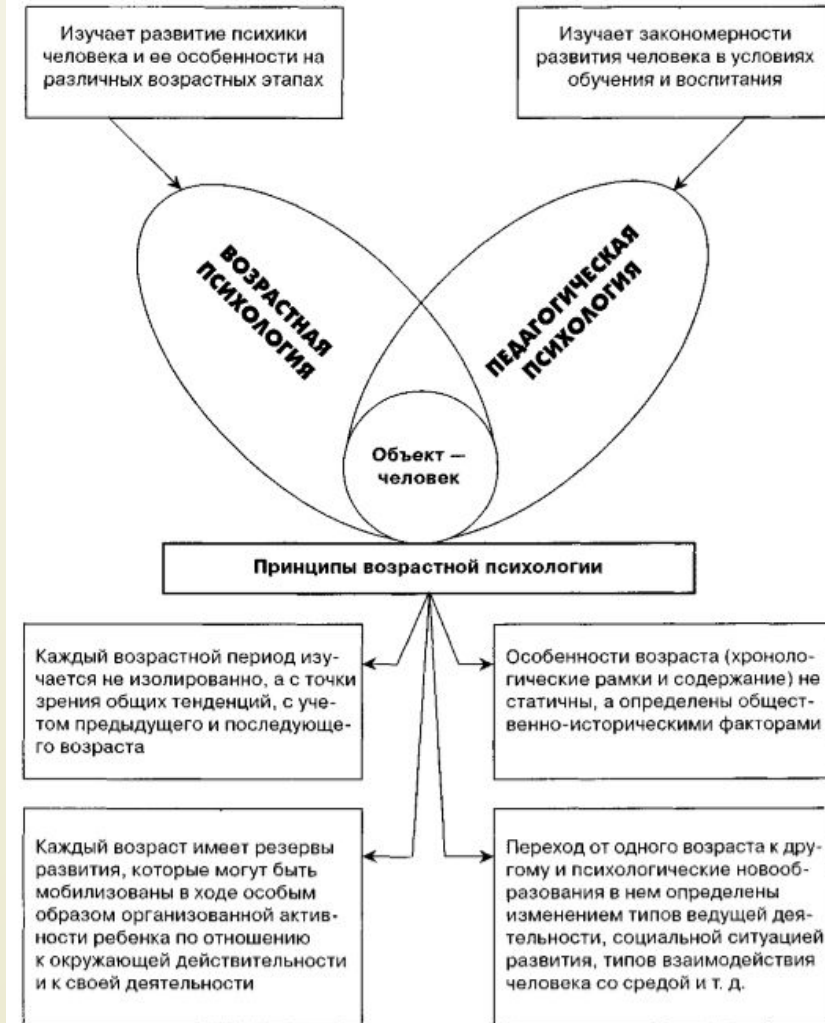 Изучает развитие психики
человека и ее особенности на
различных возрастных этапах
Изучает закономерности
развития человека в условиях
обучения и воспитания
ВОЗРАСТНАЯ
ПСИХОЛОГИЯ
ПЕДАГОГИЧЕСКАЯ
ПСИХОЛОГИЯ
Объект —
человек
Принципы возрастной психологии
Каждый возрастной период изу-
чается не изолированно, а с точки
зрения общих тенденций, с уче-
том предыдущего и последующе-
го возраста
Особенности возраста (хроноло-
гические рамки и содержание) не
статичны, а определены общест-
венно-историческими факторами
Каждый возраст имеет резервы
развития, которые могут быть
мобилизованы в ходе особым
образом организованной актив-
ности ребенка по отношению
к окружающей действительности
и к своей деятельности
Переход от одного возраста к дру-
гому и психологические новооб-
разования в нем определены
изменением типов ведущей дея-
тельности, социальной ситуацией
развития, типов взаимодействия
человека со средой и т. д.